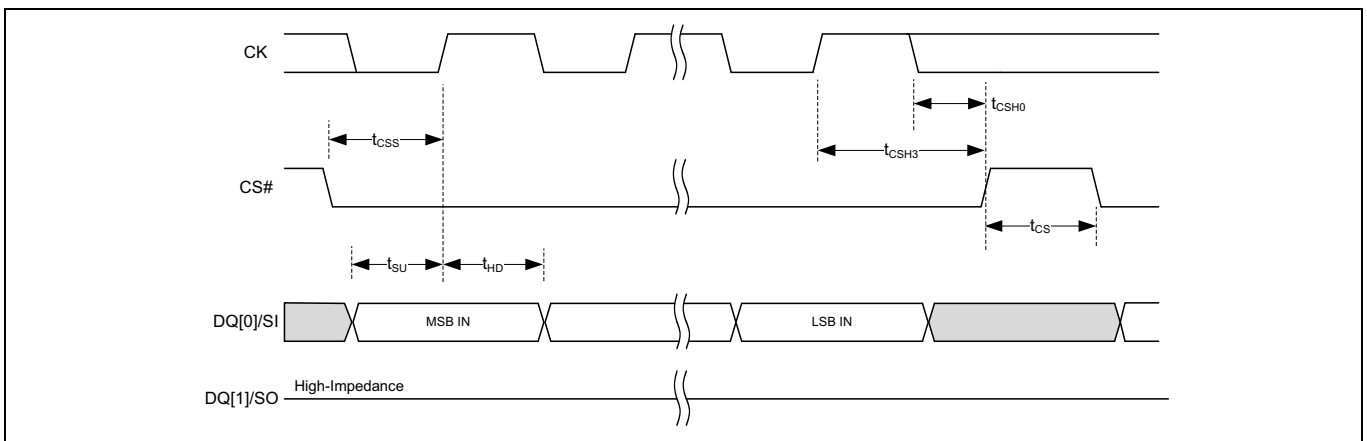 CK
tCSH0
tCSS
tCSH3
CS#
tCS
tSU
tHD
DQ[0]/SI
MSB IN
LSB IN
High-Impedance
DQ[1]/SO